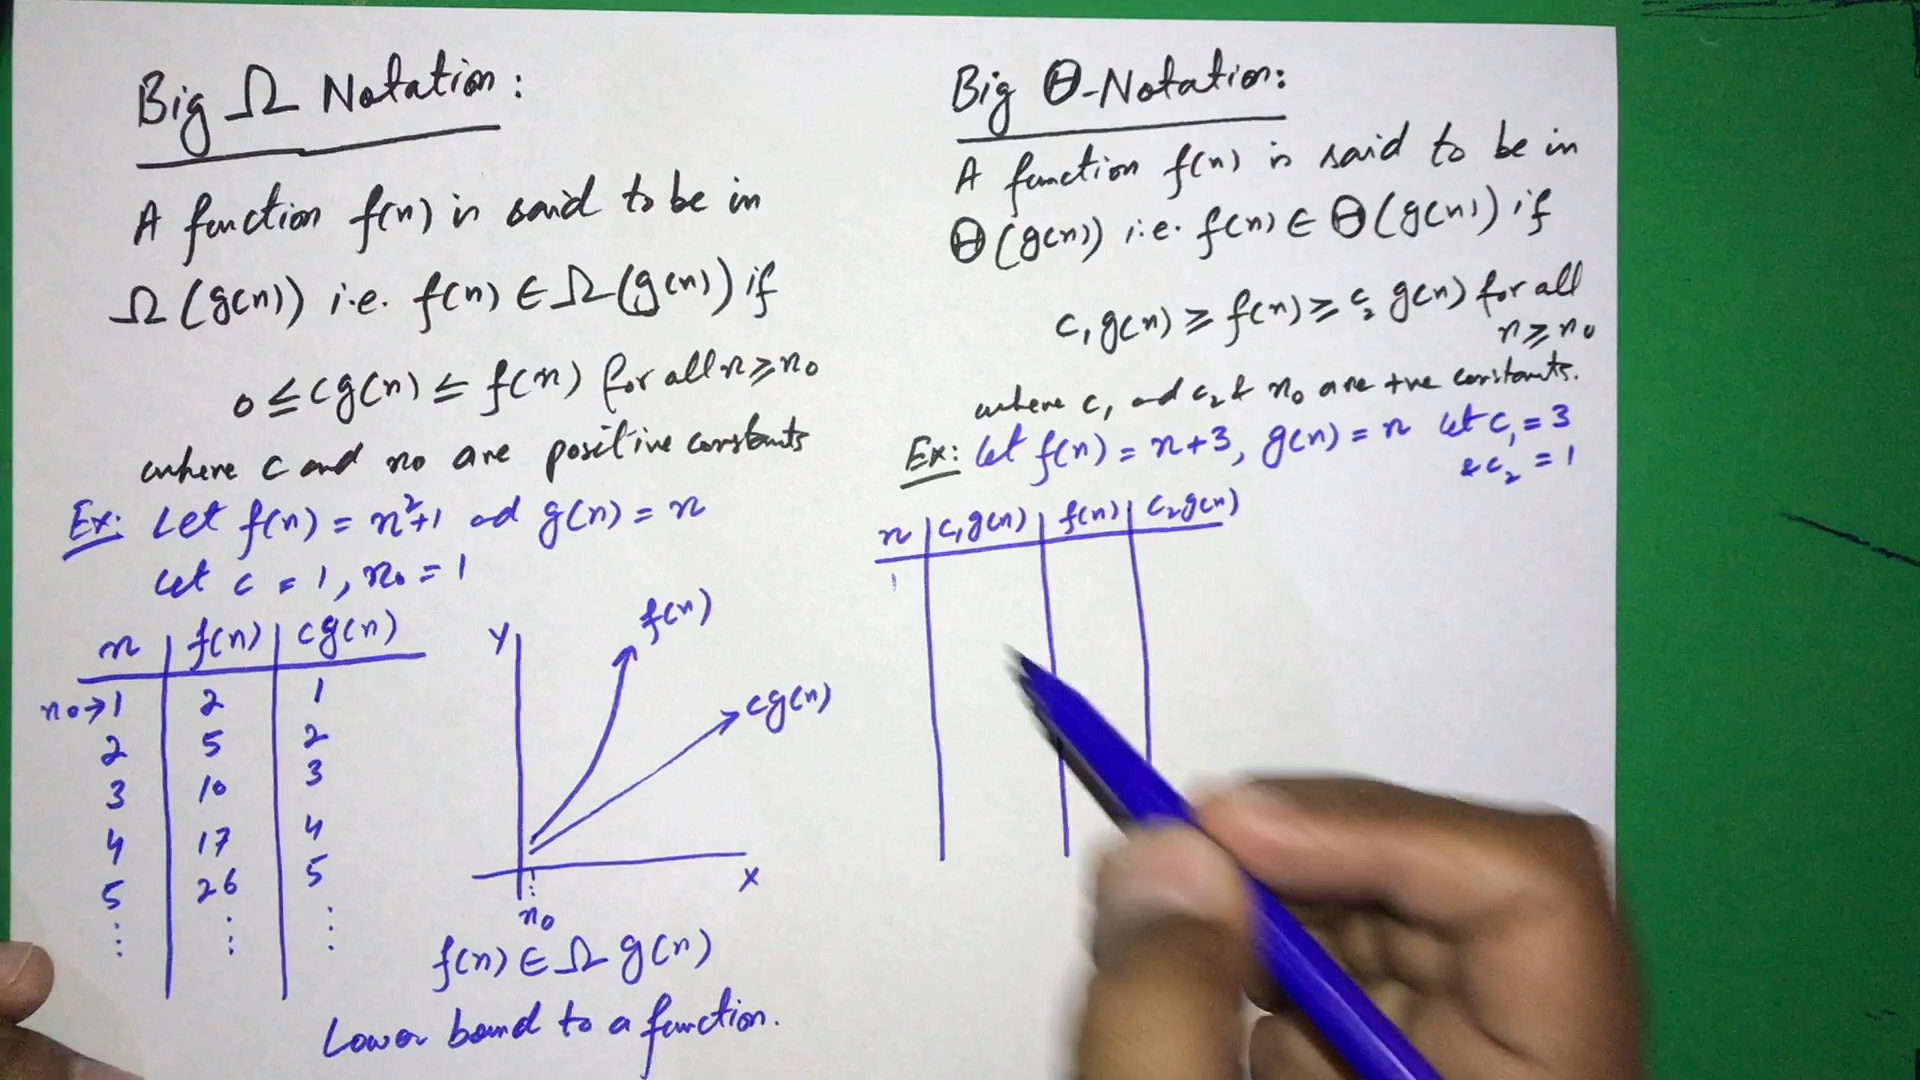 Big Ω Notation:
A function f(n) is said to be in
Ω(g(n)) i.e. f(n) ∈ Ω(g(n)) if
0 ≤ cg(n) ≤ f(n) for all n ≥ n₀
where c and n₀ are positive constants
Ex: Let f(n) = n²+1 and g(n) = n
Let c = 1, n₀ = 1
n | f(n) | cg(n)
n₀→1 2 1
2 5 2
3 10 3
4 17 4
5 26 5
⋮ ⋮ ⋮
Y
f(n)
cg(n)
X
n₀
f(n) ∈ Ω g(n)
Lower bound to a function.
Big Θ-Notation:
A function f(n) is said to be in
Θ(g(n)) i.e. f(n) ∈ Θ(g(n)) if
c₁g(n) ≥ f(n) ≥ c₂ g(n) for all
n ≥ n₀
where c₁ and c₂ & n₀ are +ve constants.
Ex: Let f(n) = n+3, g(n) = n Let c₁ = 3
& c₂ = 1
n | c₁g(n) | f(n) | c₂g(n)
1